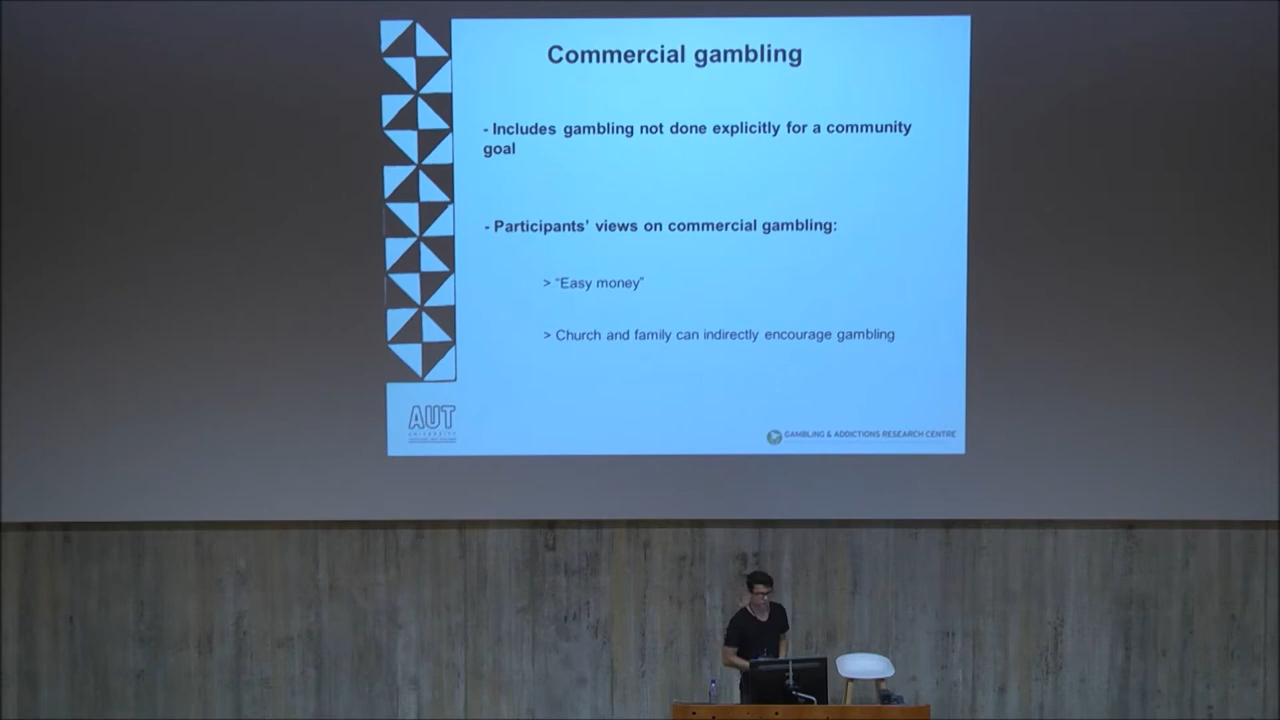 Commercial gambling
- Includes gambling not done explicitly for a community
goal
- Participants’ views on commercial gambling:
> “Easy money”
> Church and family can indirectly encourage gambling
AUT
UNIVERSITY
GAMBLING & ADDICTIONS RESEARCH CENTRE